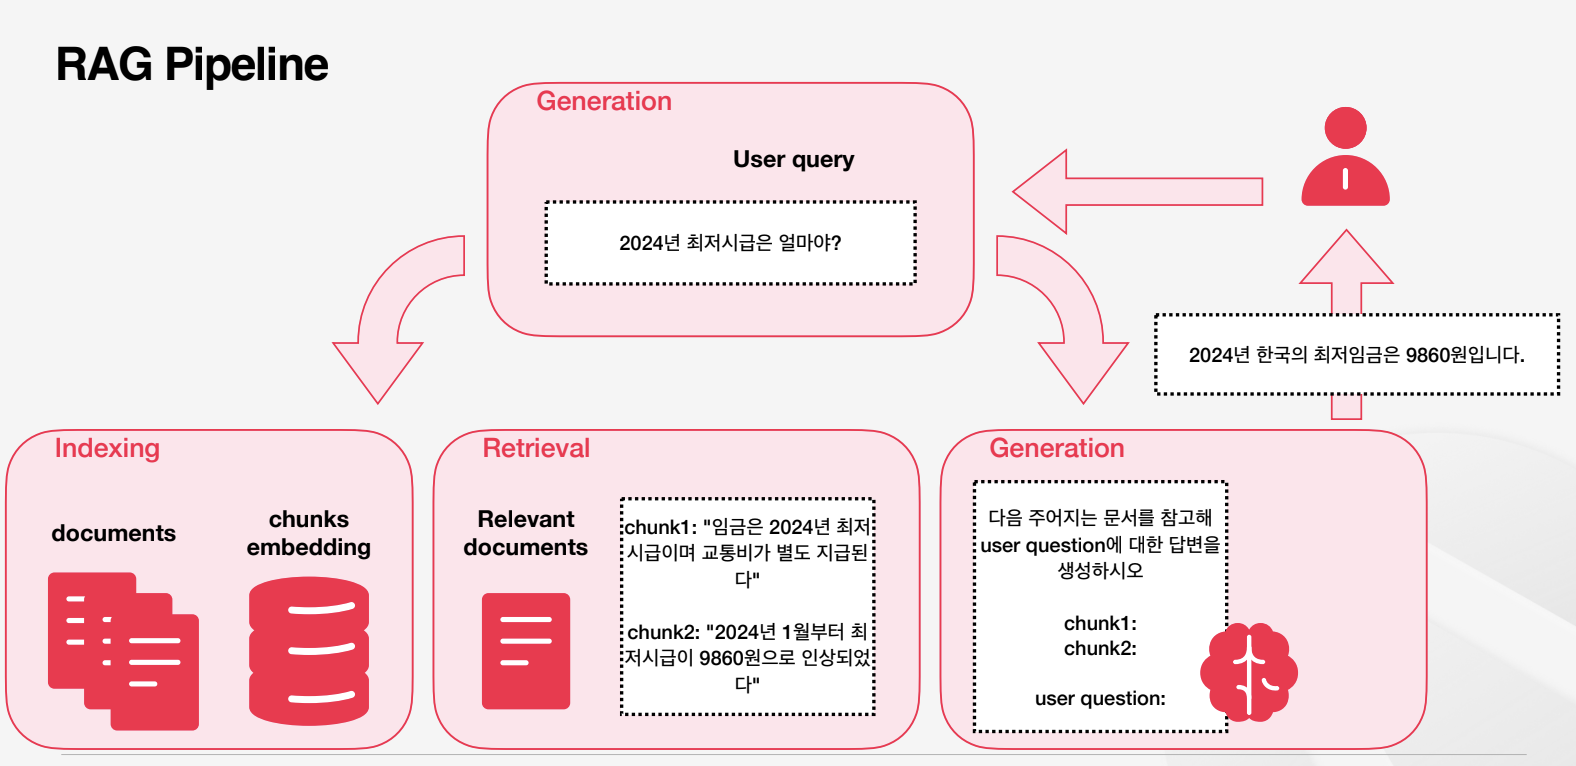 RAG Pipeline
Generation
User query
2024년 최저시급은 얼마야?
2024년 한국의 최저임금은 9860원입니다.
Indexing
documents
chunks
embedding
Retrieval
Relevant
documents
chunk1: "임금은 2024년 최저
시급이며 교통비가 별도 지급된
다"
chunk2: "2024년 1월부터 최
저시급이 9860원으로 인상되었
다"
Generation
다음 주어지는 문서를 참고해
user question에 대한 답변을
생성하시오
chunk1:
chunk2:
user question: